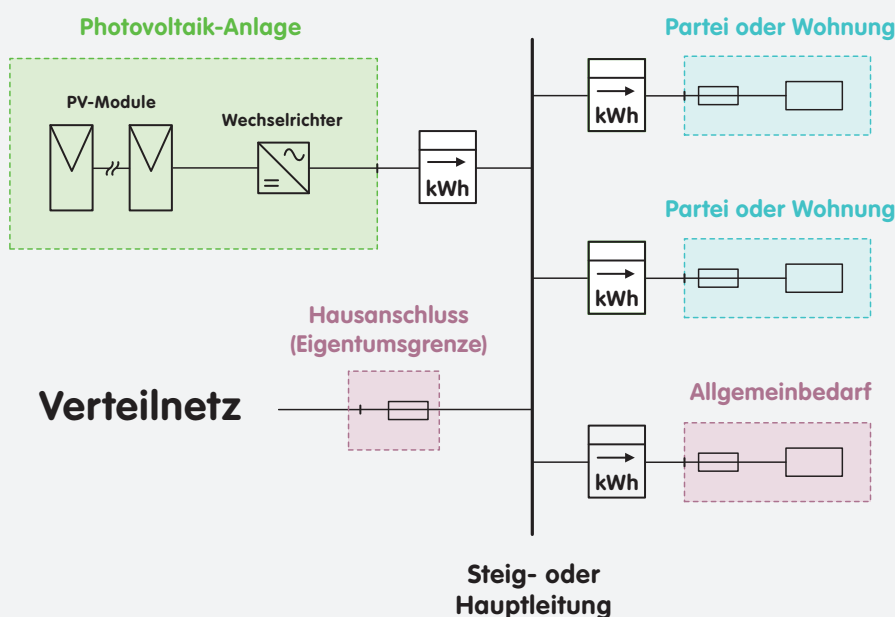 Photovoltaik-Anlage
PV-Module
Wechselrichter
kWh
Partei oder Wohnung
kWh
Partei oder Wohnung
kWh
Hausanschluss
(Eigentumsgrenze)
Verteilnetz
Allgemeinbedarf
kWh
Steig- oder
Hauptleitung